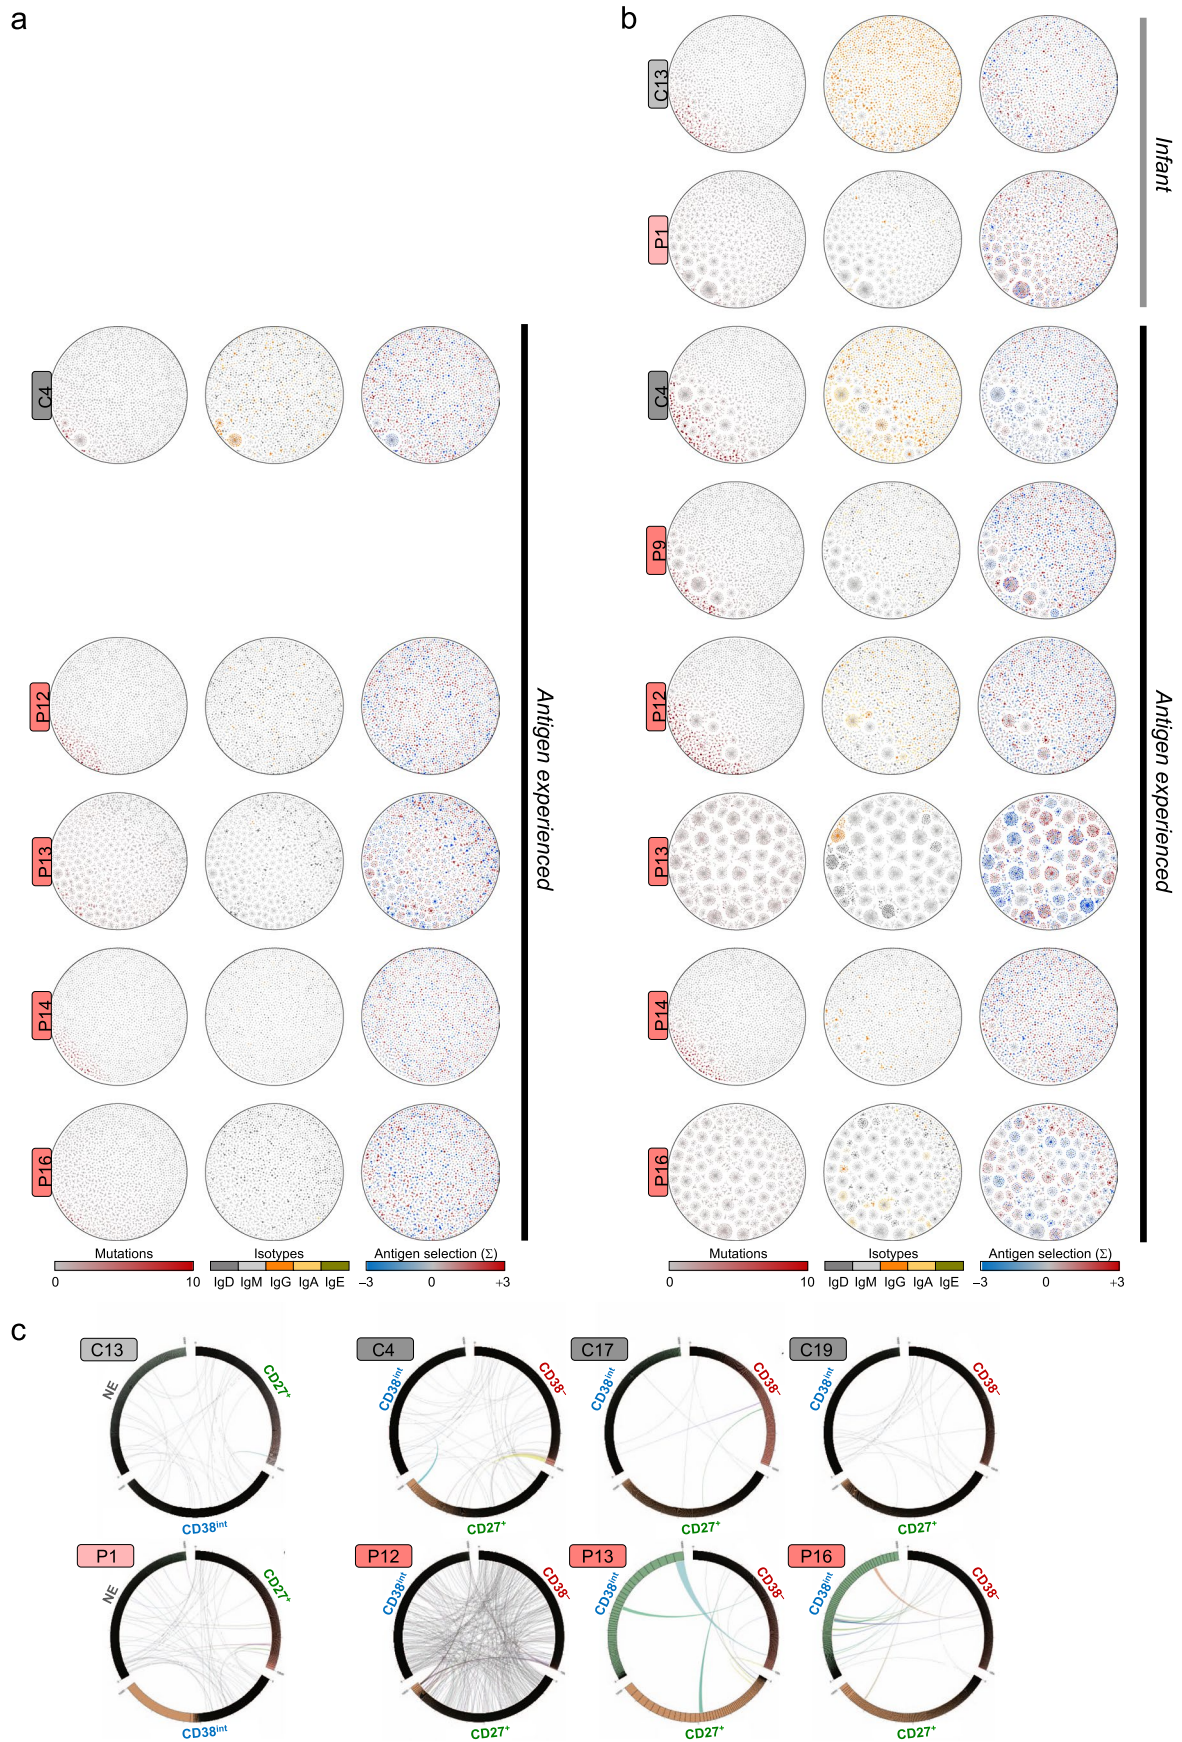 a
b
C13
P1
Infant
C4
C4
P9
P12
P12
Antigen experienced
Antigen experienced
P13
P13
P14
P14
P16
P16
Mutations
Isotypes
Antigen selection (Σ)
Mutations
Isotypes
Antigen selection (Σ)
0
10
IgD
IgM
IgG
IgA
IgE
–3
0
+3
0
10
IgD
IgM
IgG
IgA
IgE
–3
0
+3
c
C13
NE
CD27+
CD38int
C4
CD38int
CD38–
CD27+
C17
CD38int
CD38–
CD27+
C19
CD38int
CD38–
CD27+
P1
NE
CD27+
CD38int
P12
CD38int
CD38–
CD27+
P13
CD38int
CD38–
CD27+
P16
CD38int
CD38–
CD27+